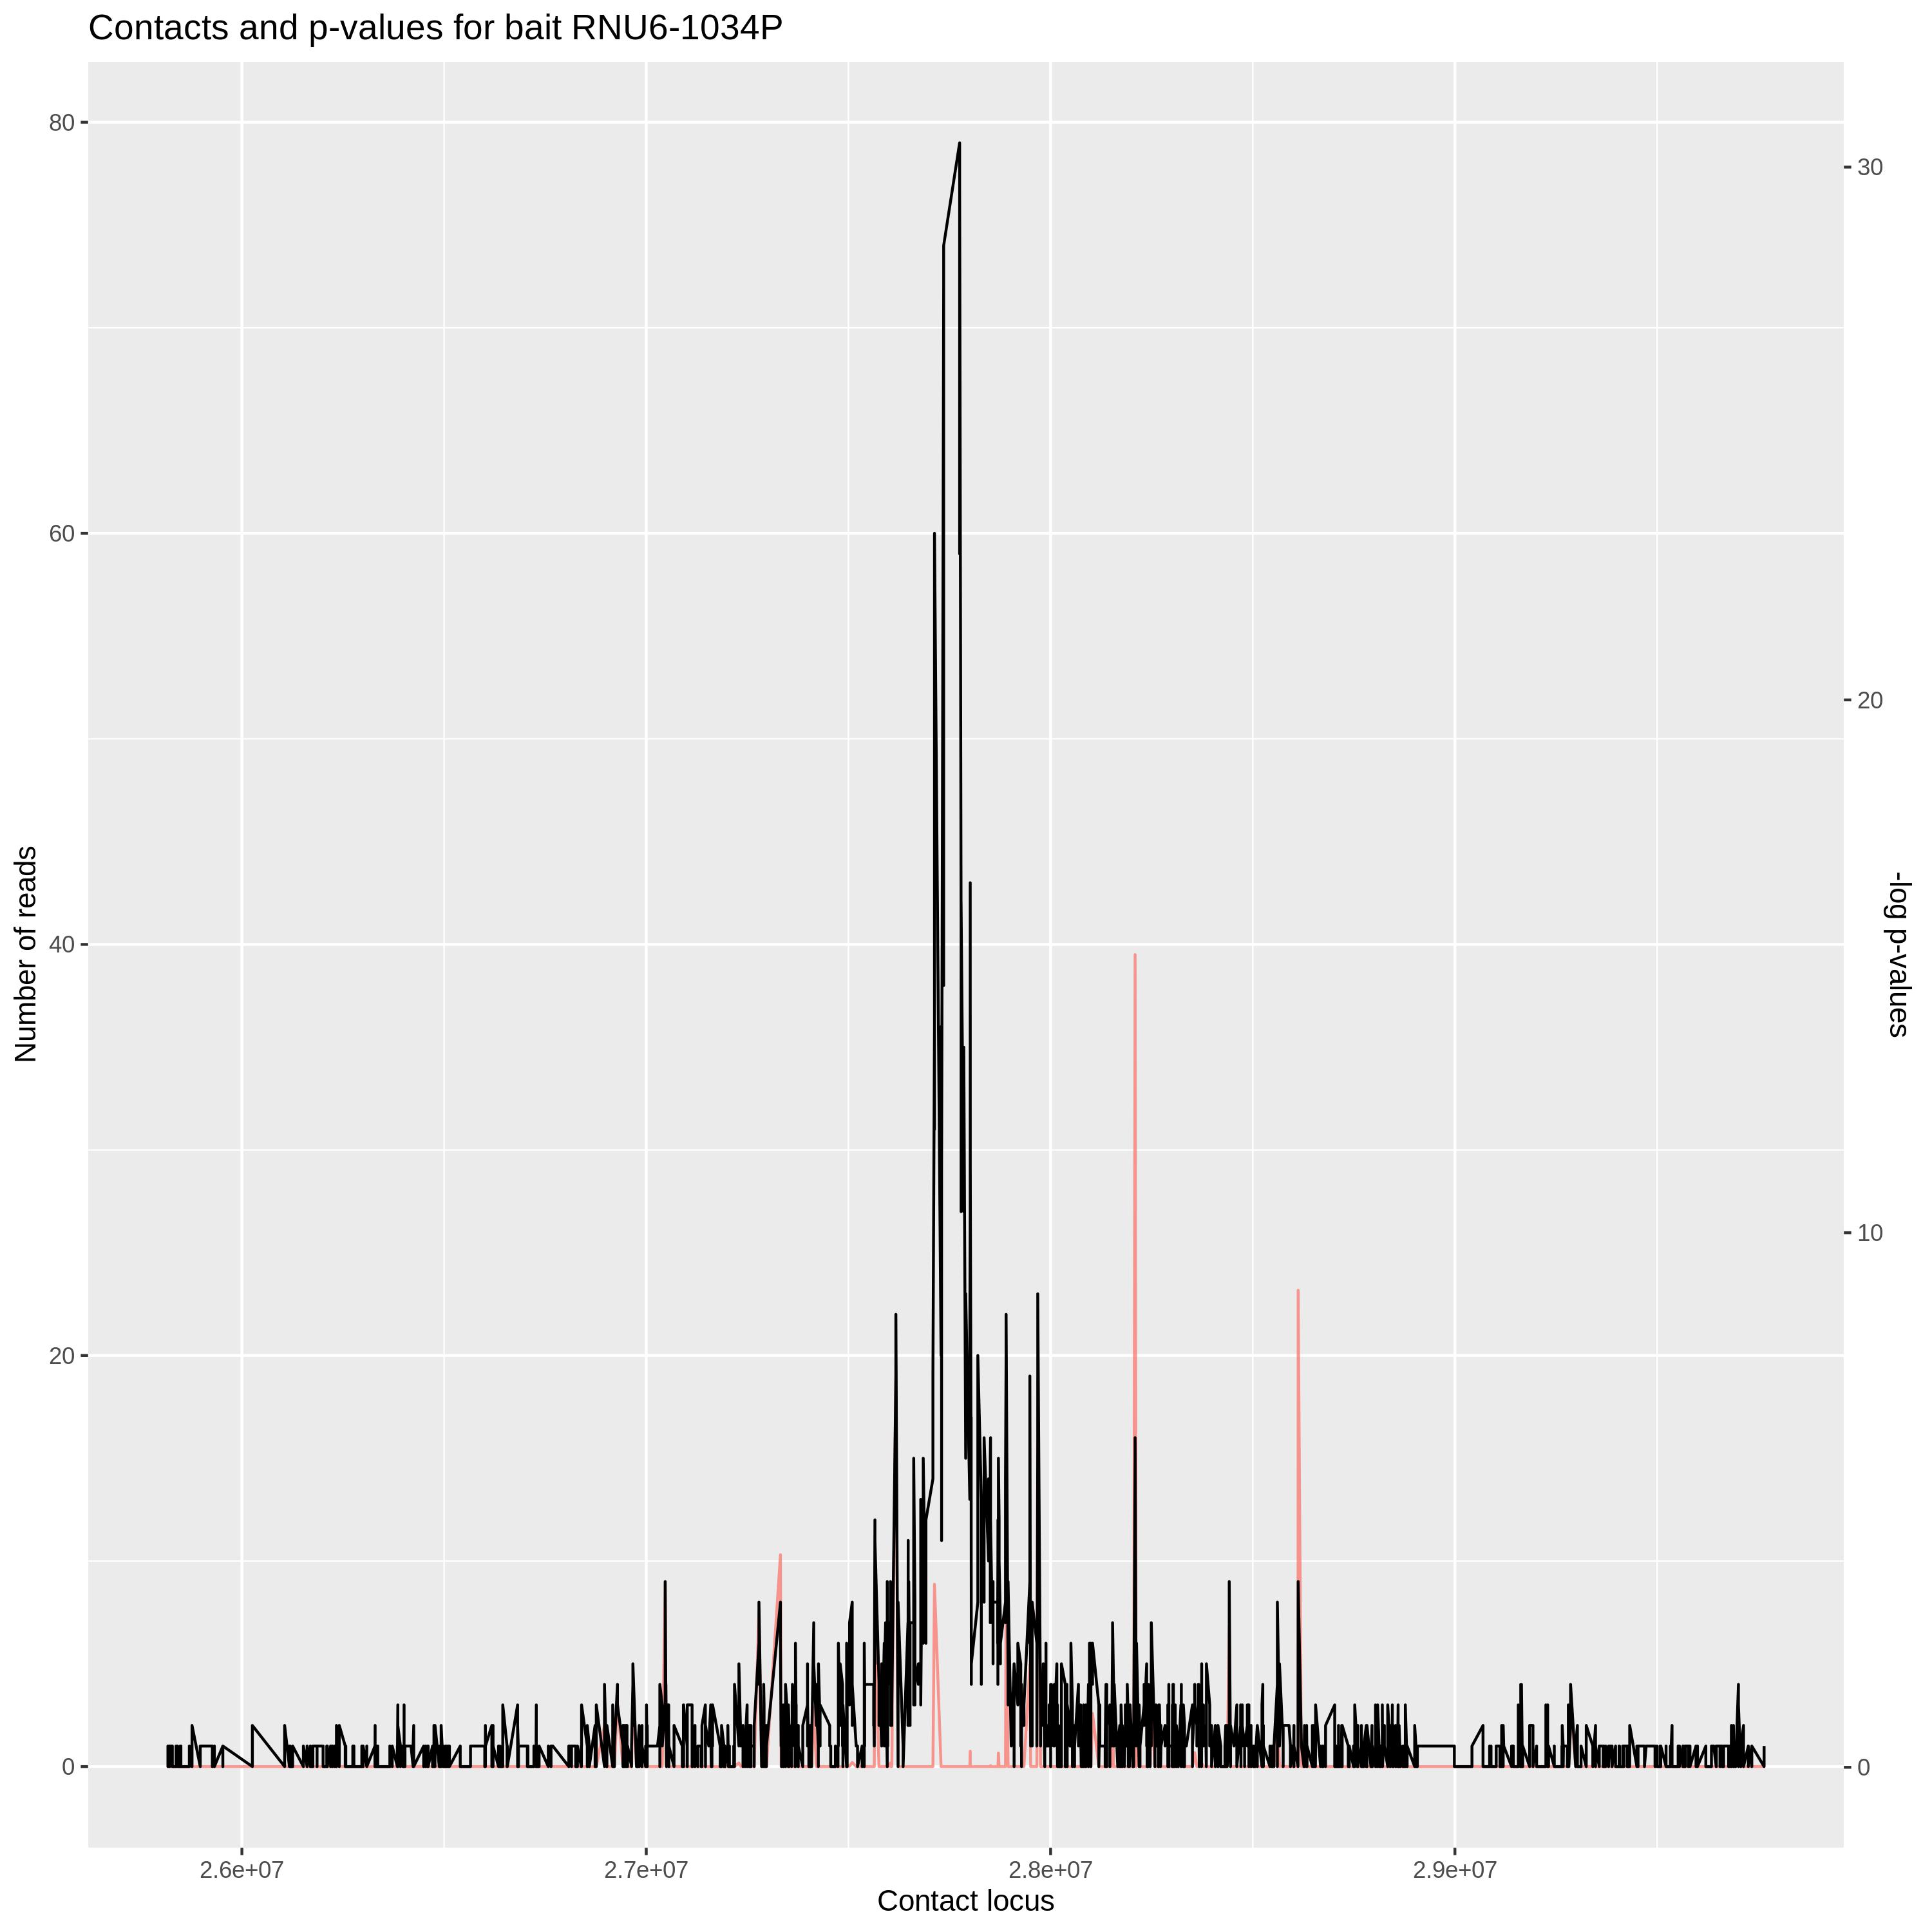 Contacts and p-values for bait RNU6-1034P
80
60
40
20
0
30
20
10
0
Number of reads
-log p-values
2.6e+07
2.7e+07
2.8e+07
2.9e+07
Contact locus